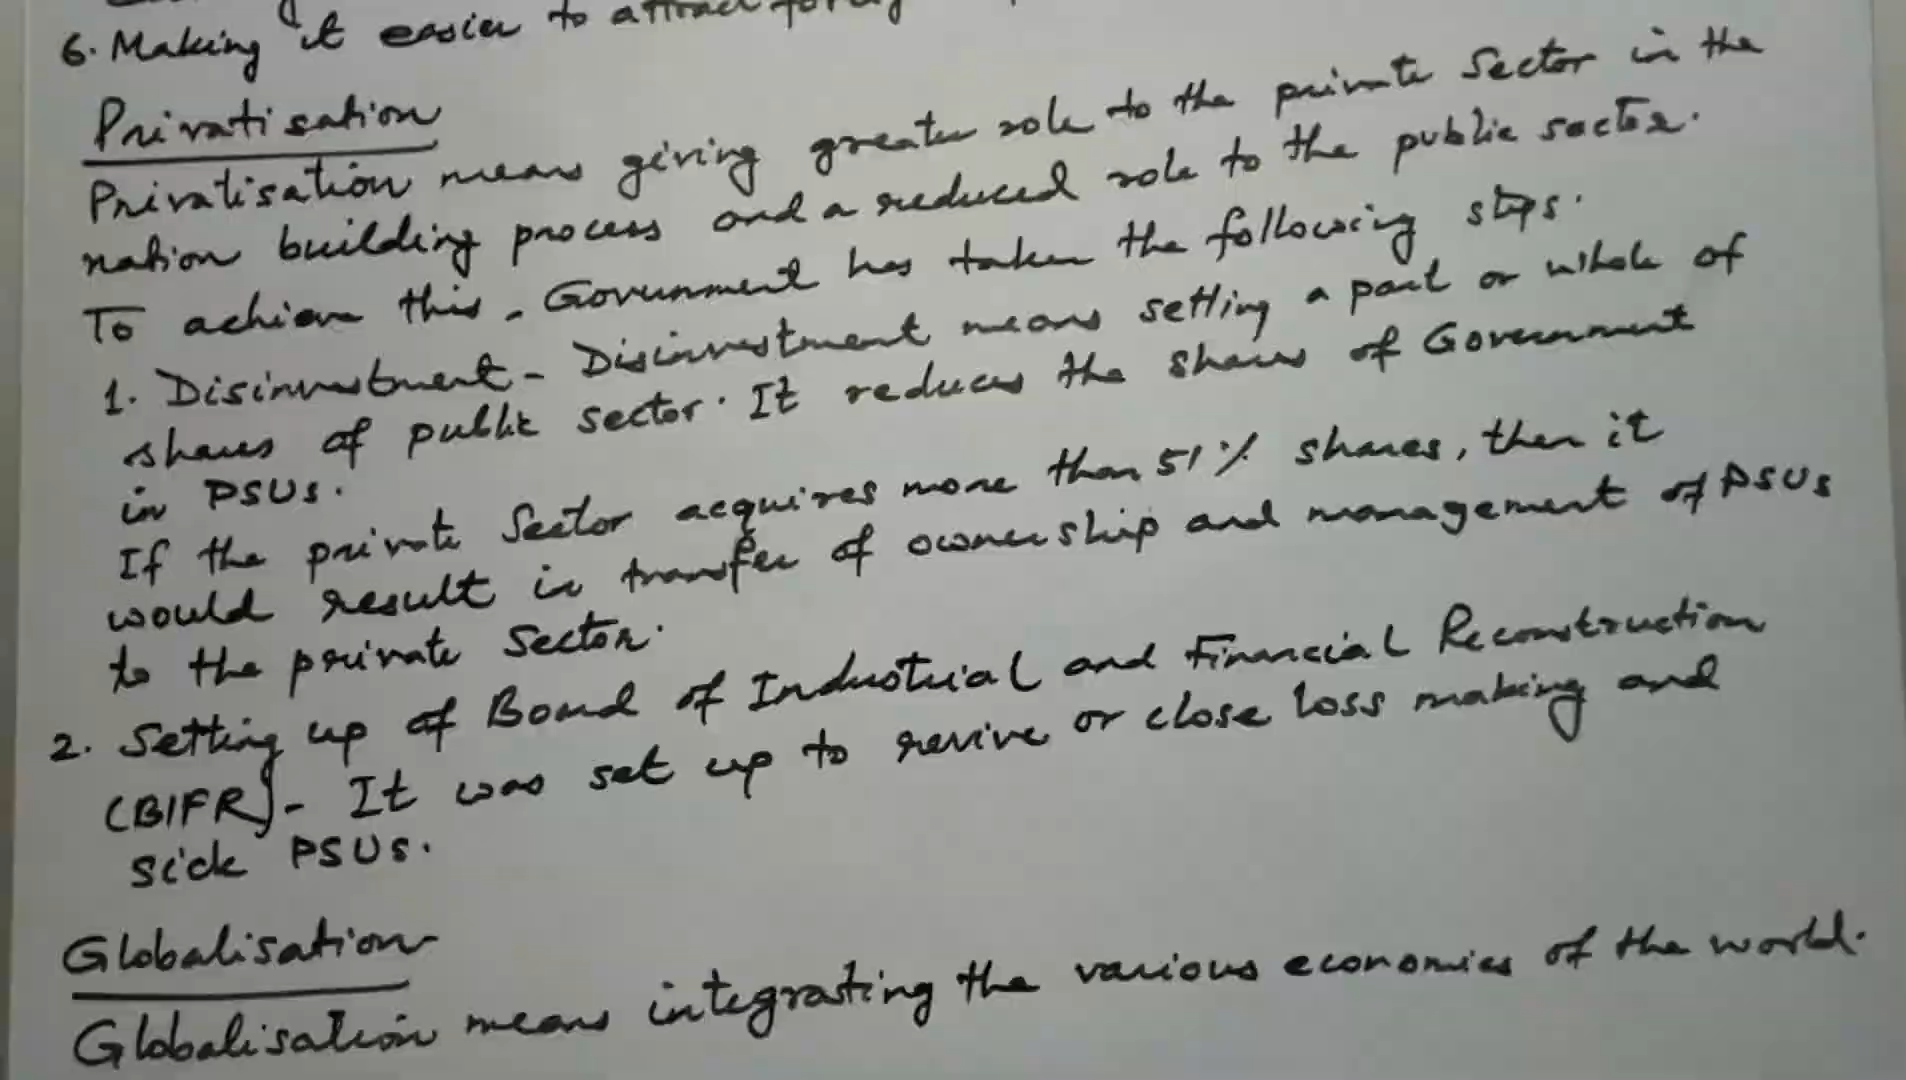 6. Making it easier to attract
Privatisation
Privatisation means giving greater role to the private Sector in the
nation building process and a reduced role to the public sector.
To achieve this, Government has taken the following steps.
1. Disinvestment - Disinvestment means selling a part or whole of
shares of public sector. It reduces the shares of Government
in PSUs.
If the private Sector acquires more than 51% shares, then it
would result in transfer of ownership and management of PSUs
to the private Sector.
2. Setting up of Board of Industrial and Financial Reconstruction
(BIFR)- It was set up to revive or close loss making and
sick PSUs.
Globalisation
Globalisation means integrating the various economies of the world.